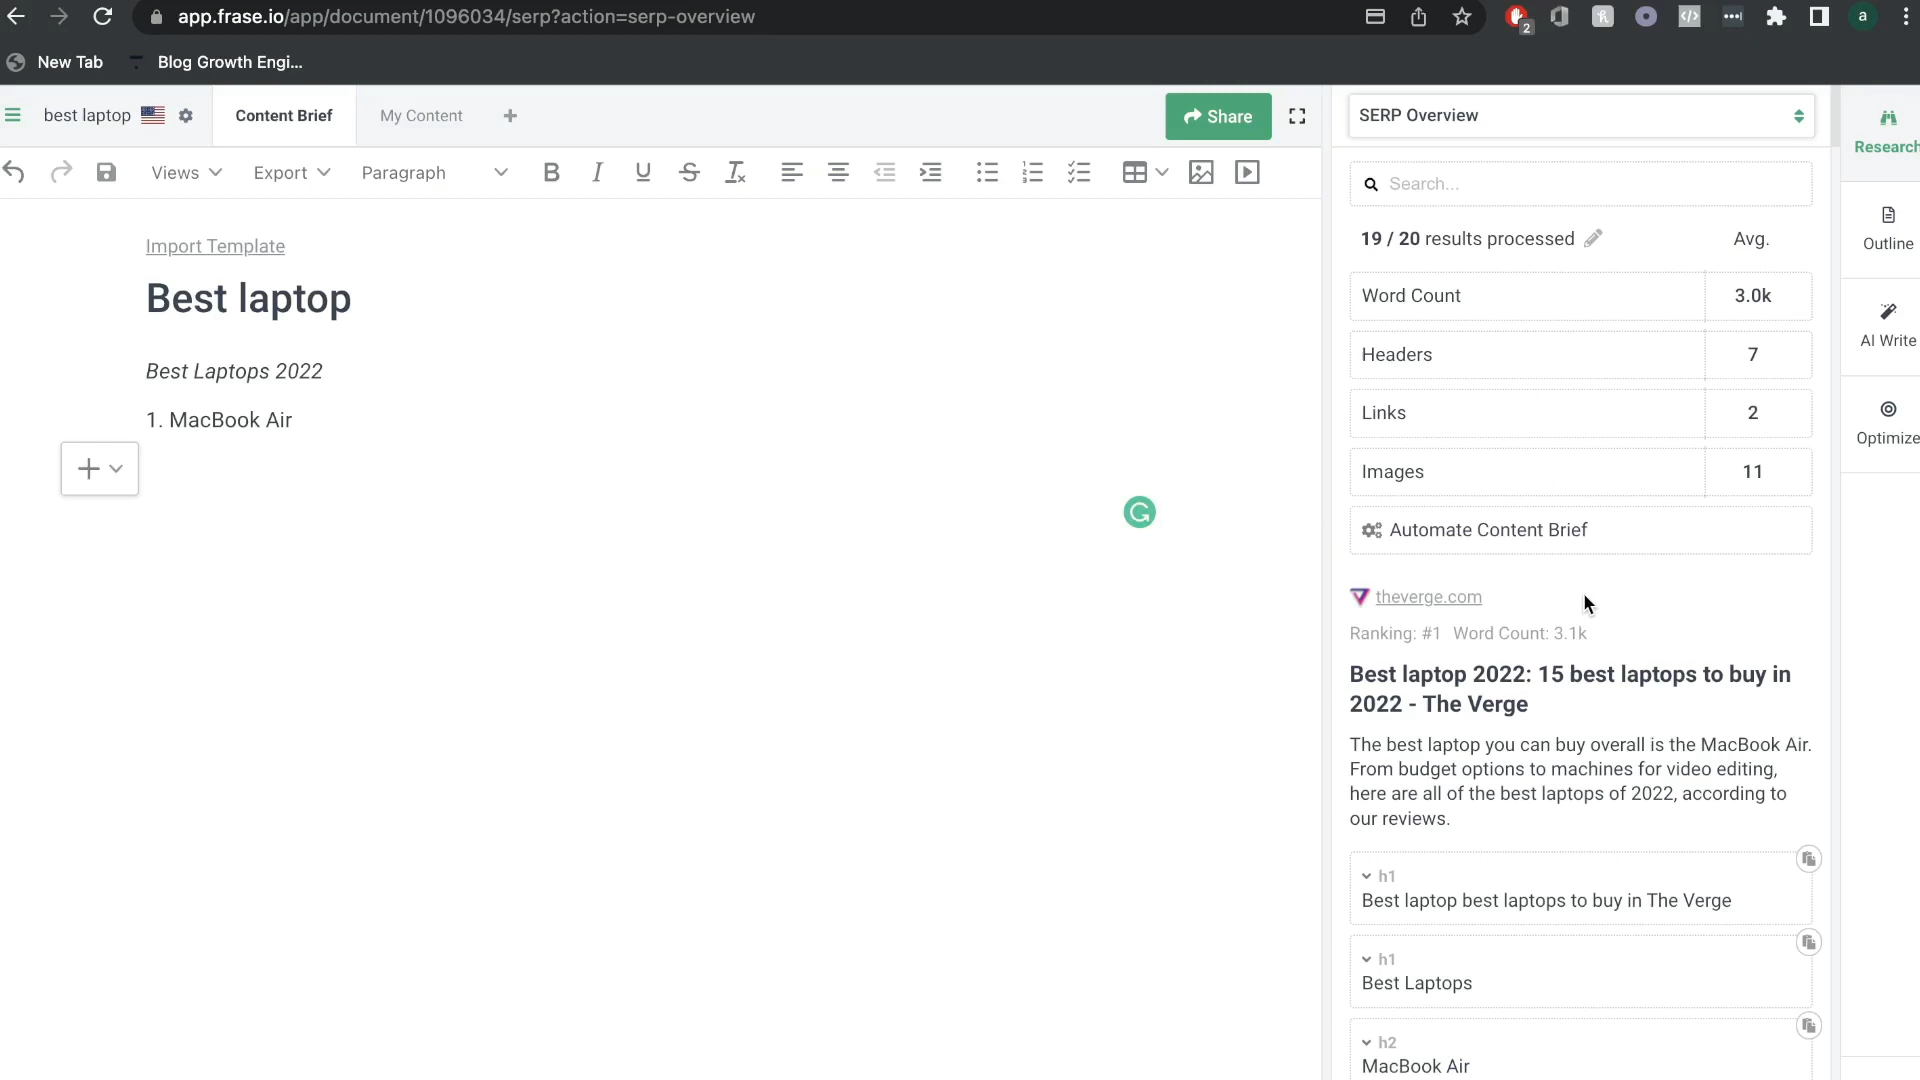 app.frase.io/app/document/1096034/serp?action=serp-overview
2
a
New Tab
Blog Growth Engi...
best laptop
Content Brief
My Content
Share
Views
Export
Paragraph
Import Template
Best laptop
Best Laptops 2022
1. MacBook Air
SERP Overview
Search...
19 / 20 results processed Avg.
Word Count 3.0k
Headers 7
Links 2
Images 11
Automate Content Brief
theverge.com
Ranking: #1 Word Count: 3.1k
Best laptop 2022: 15 best laptops to buy in
2022 - The Verge
The best laptop you can buy overall is the MacBook Air.
From budget options to machines for video editing,
here are all of the best laptops of 2022, according to
our reviews.
h1
Best laptop best laptops to buy in The Verge
h1
Best Laptops
h2
MacBook Air
Research
Outline
AI Write
Optimize